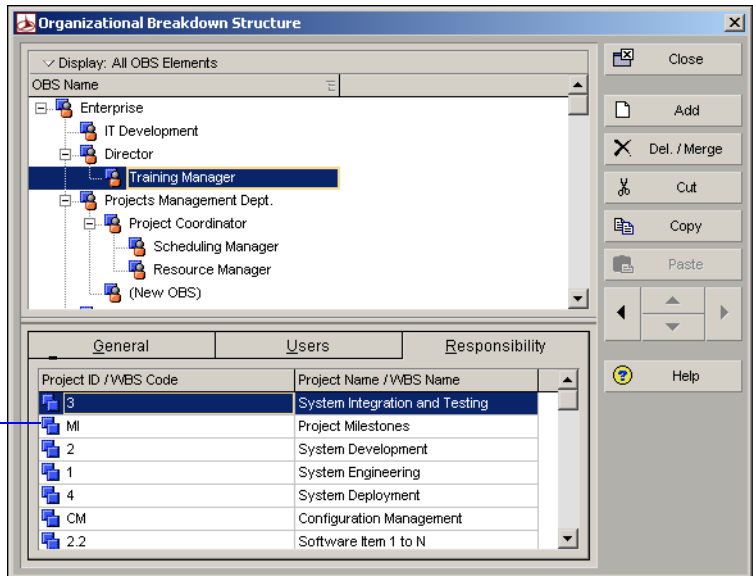 Organizational Breakdown Structure
Display: All OBS Elements
OBS Name
Enterprise
IT Development
Director
Training Manager
Projects Management Dept.
Project Coordinator
Scheduling Manager
Resource Manager
(New OBS)
General Users Responsibility
Project ID / WBS Code Project Name / WBS Name
3 System Integration and Testing
MI Project Milestones
2 System Development
1 System Engineering
4 System Deployment
CM Configuration Management
2.2 Software Item 1 to N
Close
Add
Del. / Merge
Cut
Copy
Paste
Help